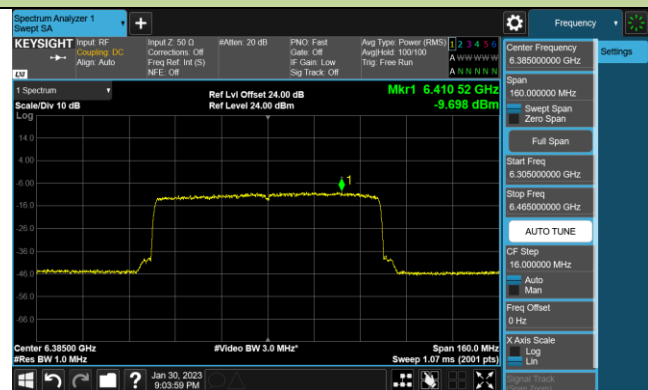 Spectrum Analyzer 1
Swept SA
Frequency
KEYSIGHT
Input: RF
Coupling: DC
Align: Auto
Input Z: 50 Ω
Corrections: Off
Freq Ref: Int (S)
NFE: Off
#Atten: 20 dB
PNO: Fast
Gate: Off
IF Gain: Low
Sig Track: Off
Avg Type: Power (RMS)
Avg|Hold: 100/100
Trig: Free Run
1 2 3 4 5 6
A W W W W W
A N N N N N
LXI
1 Spectrum
Scale/Div 10 dB
Log
Ref Lvl Offset 24.00 dB
Ref Level 24.00 dBm
Mkr1 6.410 52 GHz
-9.698 dBm
14.0
4.00
-6.00
-16.0
-26.0
-36.0
-46.0
-56.0
-66.0
1
Center 6.38500 GHz
#Res BW 1.0 MHz
#Video BW 3.0 MHz*
Span 160.0 MHz
Sweep 1.07 ms (2001 pts)
Jan 30, 2023
9:03:59 PM
Center Frequency
6.385000000 GHz
Settings
Span
160.000000 MHz
Swept Span
Zero Span
Full Span
Start Freq
6.305000000 GHz
Stop Freq
6.465000000 GHz
AUTO TUNE
CF Step
16.000000 MHz
Auto
Man
Freq Offset
0 Hz
X Axis Scale
Log
Lin
Signal Track
(Span Zoom)